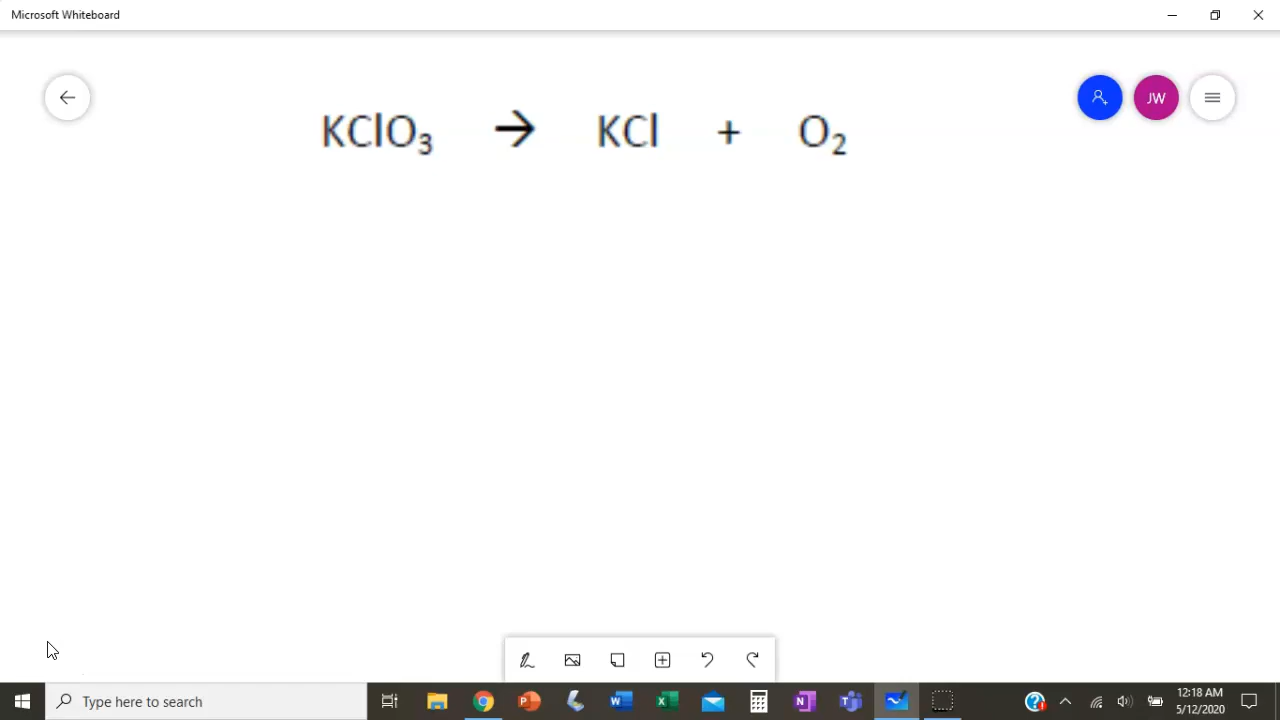 Microsoft Whiteboard
JW
KClO₃ → KCl + O₂
Type here to search
12:18 AM
5/12/2020